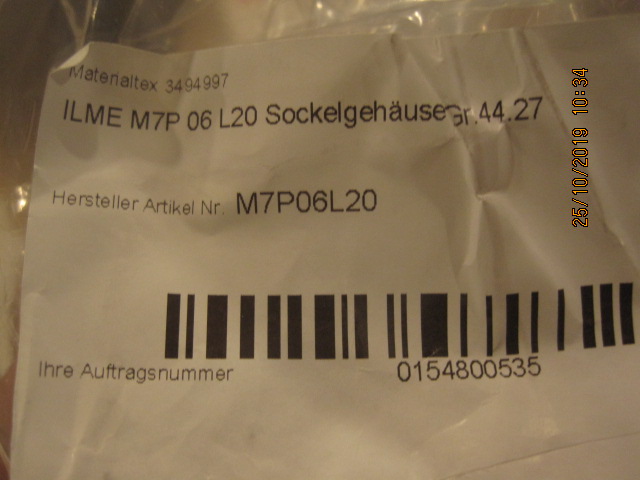 Materialtex 3494997
ILME M7P 06 L20 Sockelgehäuse Gr.44.27
Hersteller Artikel Nr. M7P06L20
Ihre Auftragsnummer 0154800535
25/10/2019 10:34